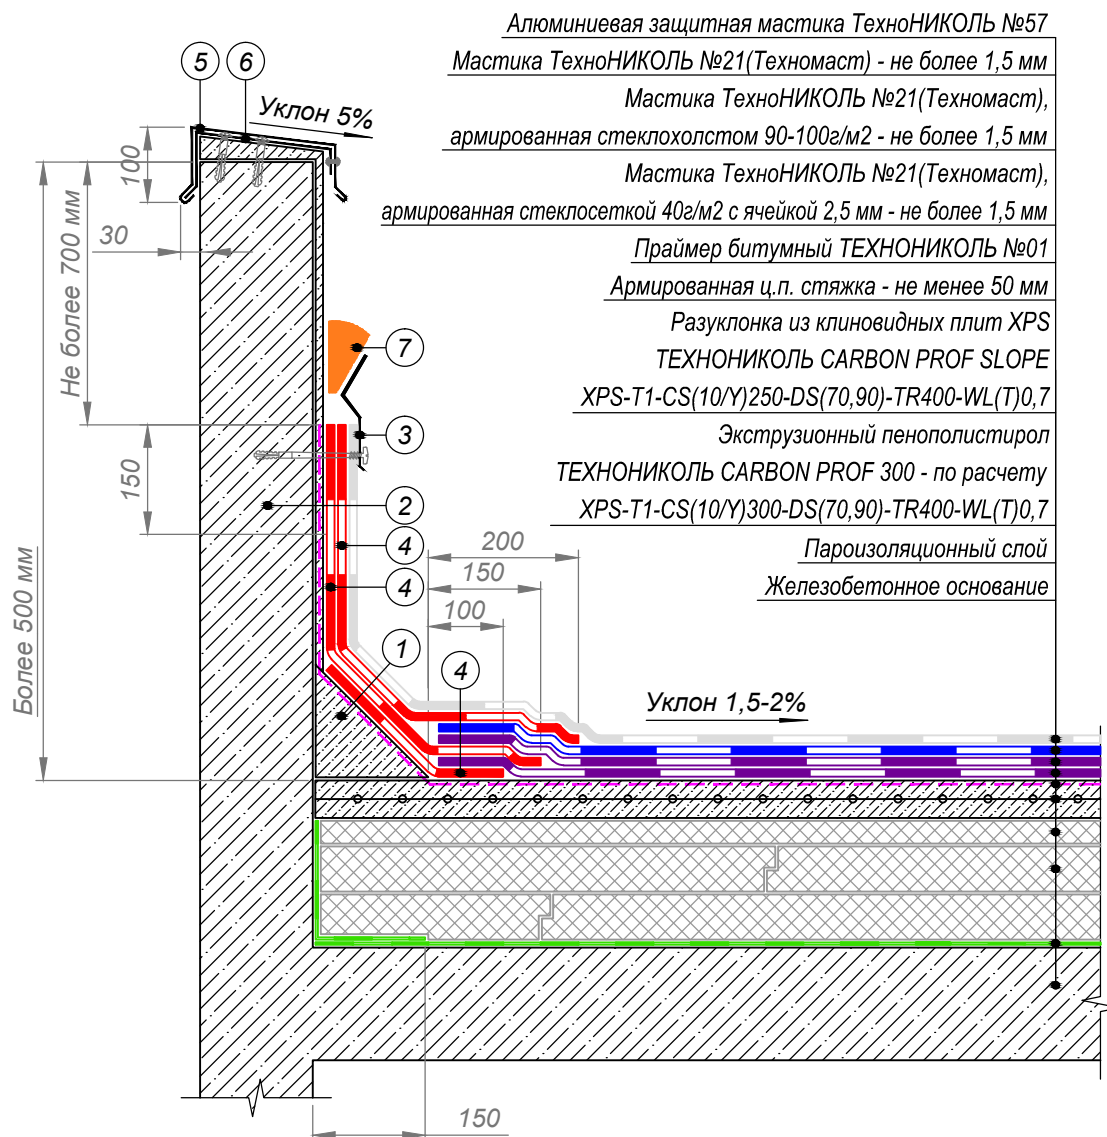 Алюминиевая защитная мастика ТехноНИКОЛЬ №57
Мастика ТехноНИКОЛЬ №21(Техномаст) - не более 1,5 мм
Мастика ТехноНИКОЛЬ №21(Техномаст),
армированная стеклохолстом 90-100г/м2 - не более 1,5 мм
Мастика ТехноНИКОЛЬ №21(Техномаст),
армированная стеклосеткой 40г/м2 с ячейкой 2,5 мм - не более 1,5 мм
Праймер битумный ТЕХНОНИКОЛЬ №01
Армированная ц.п. стяжка - не менее 50 мм
Разуклонка из клиновидных плит XPS
ТЕХНОНИКОЛЬ CARBON PROF SLOPE
XPS-T1-CS(10/Y)250-DS(70,90)-TR400-WL(T)0,7
Экструзионный пенополистирол
ТЕХНОНИКОЛЬ CARBON PROF 300 - по расчету
XPS-T1-CS(10/Y)300-DS(70,90)-TR400-WL(T)0,7
Пароизоляционный слой
Железобетонное основание
5
6
Уклон 5%
100
30
Не более 700 мм
150
Более 500 мм
7
3
2
4
4
1
4
200
150
100
Уклон 1,5-2%
150